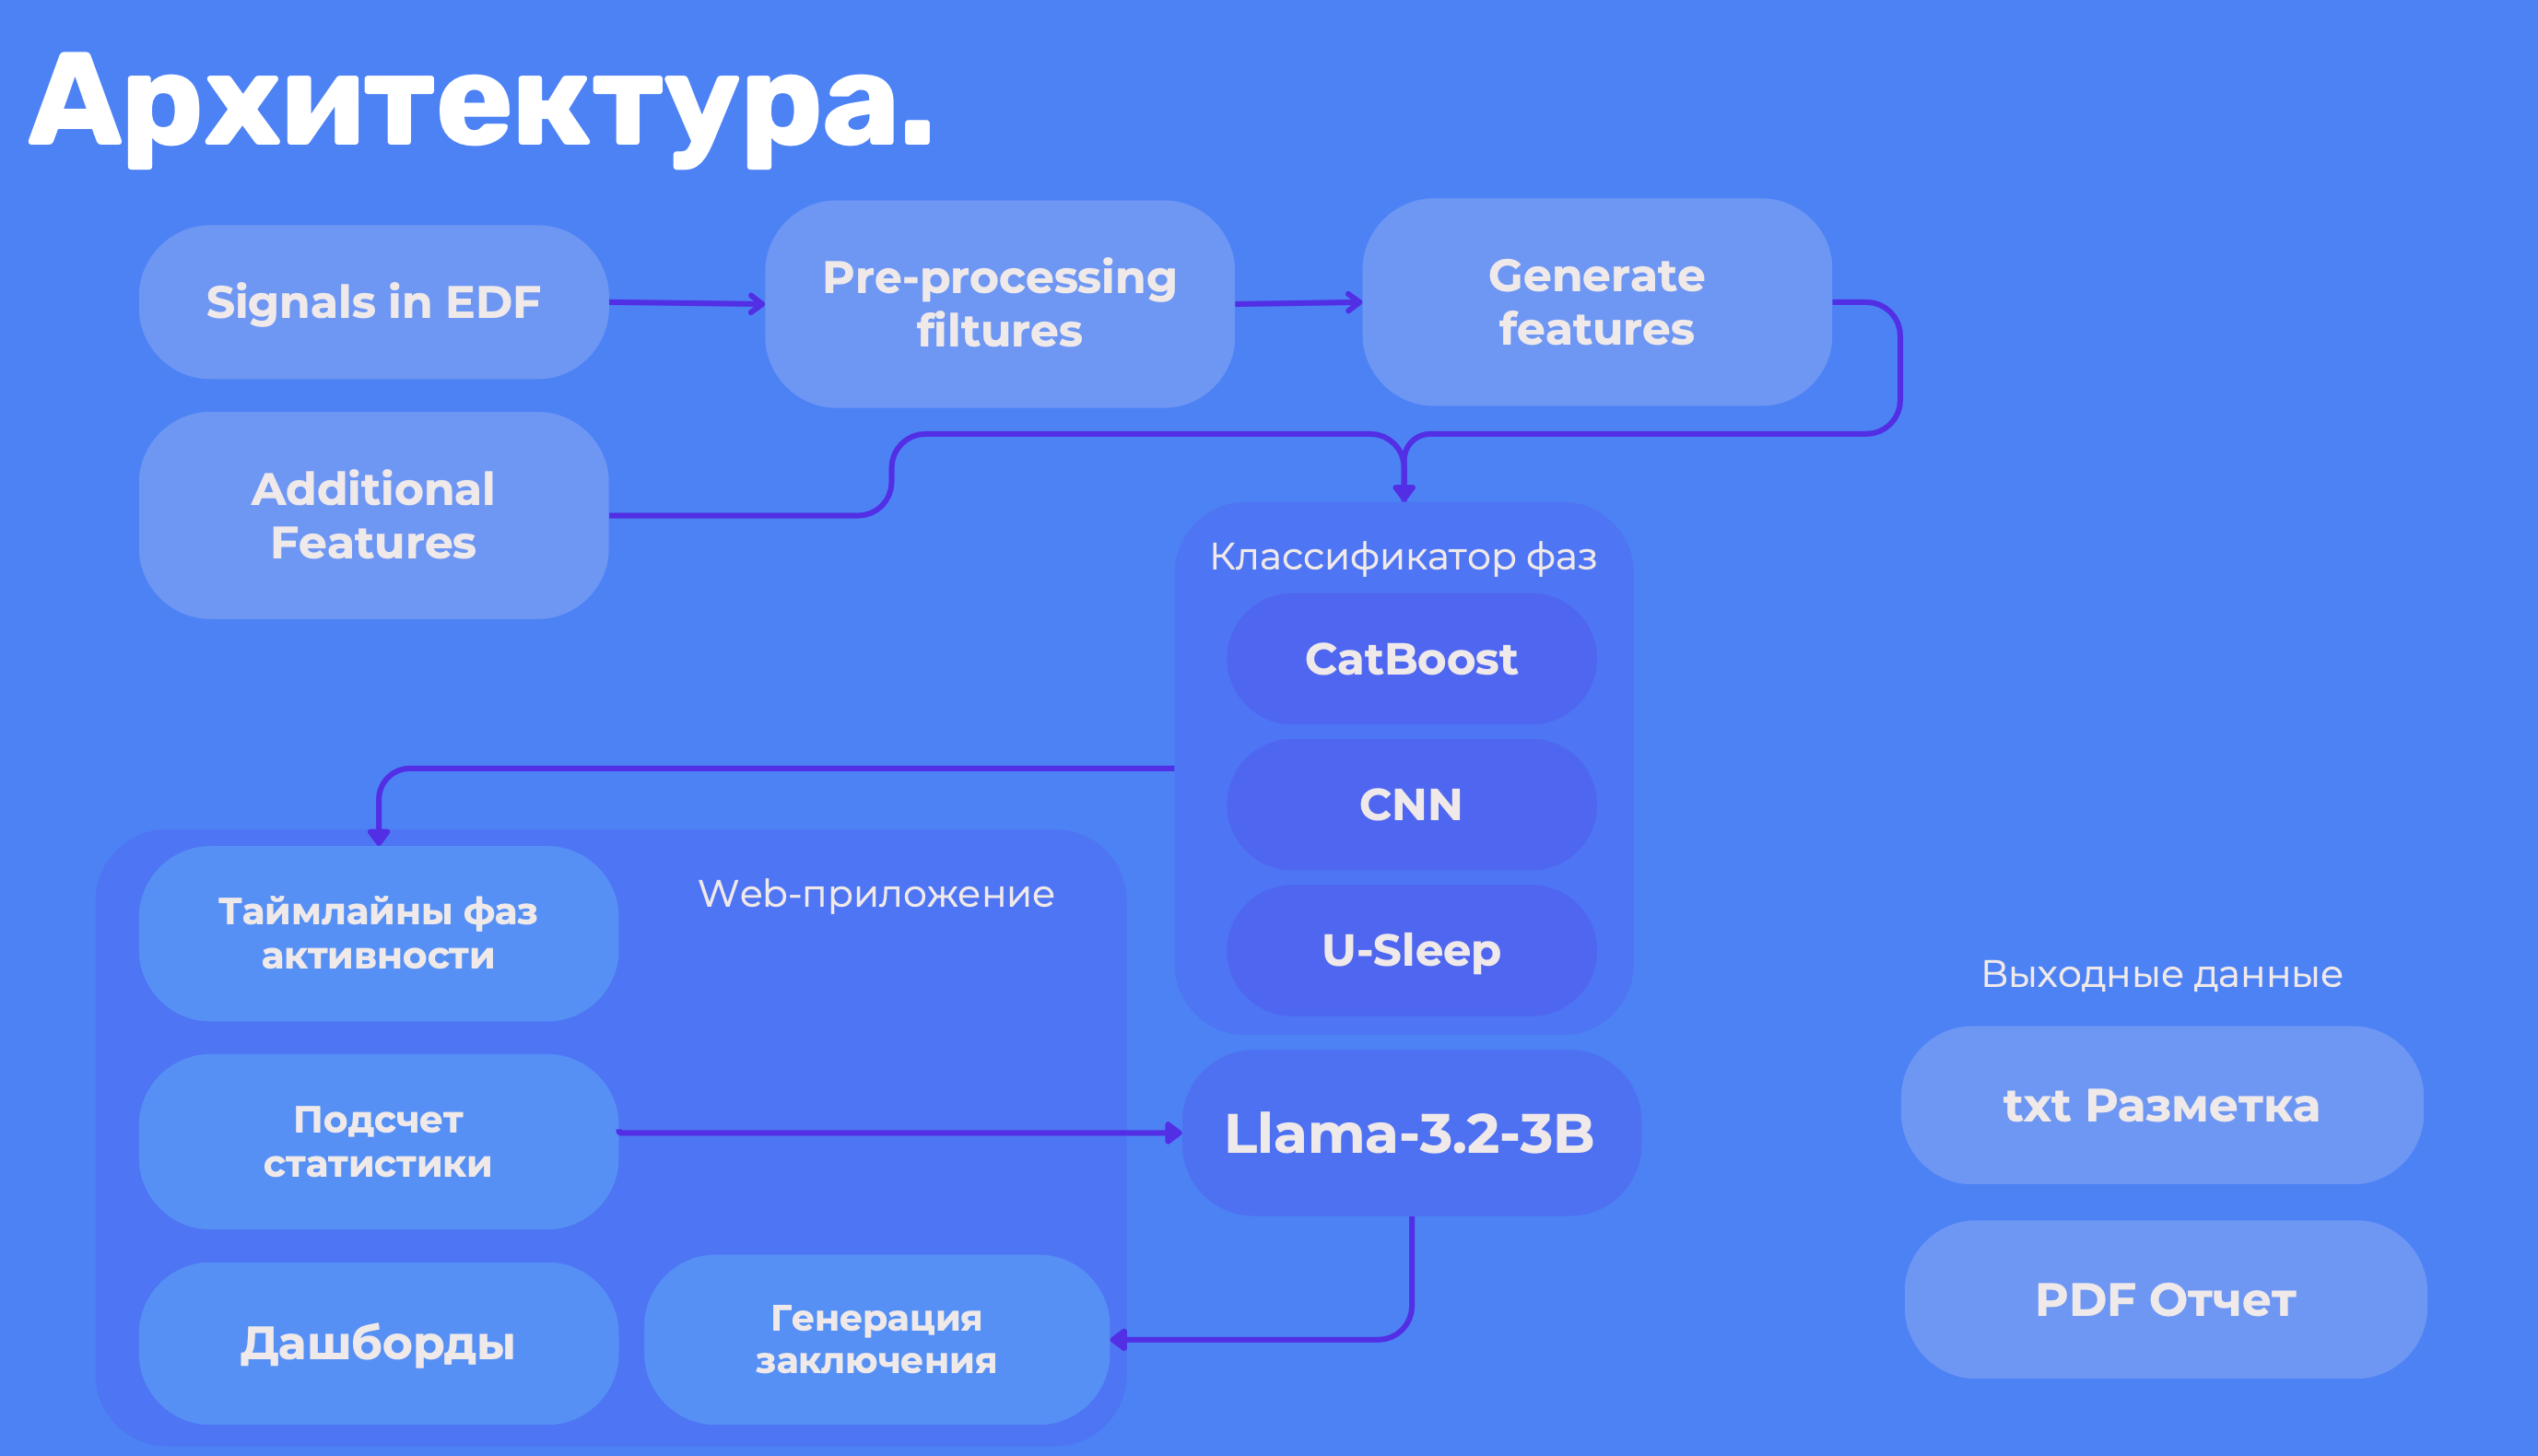 Архитектура.
Signals in EDF
Pre-processing
filtures
Generate
features
Additional
Features
Классификатор фаз
CatBoost
CNN
U-Sleep
Web-приложение
Таймлайны фаз
активности
Подсчет
статистики
Дашборды
Генерация
заключения
Llama-3.2-3B
Выходные данные
txt Разметка
PDF Отчет